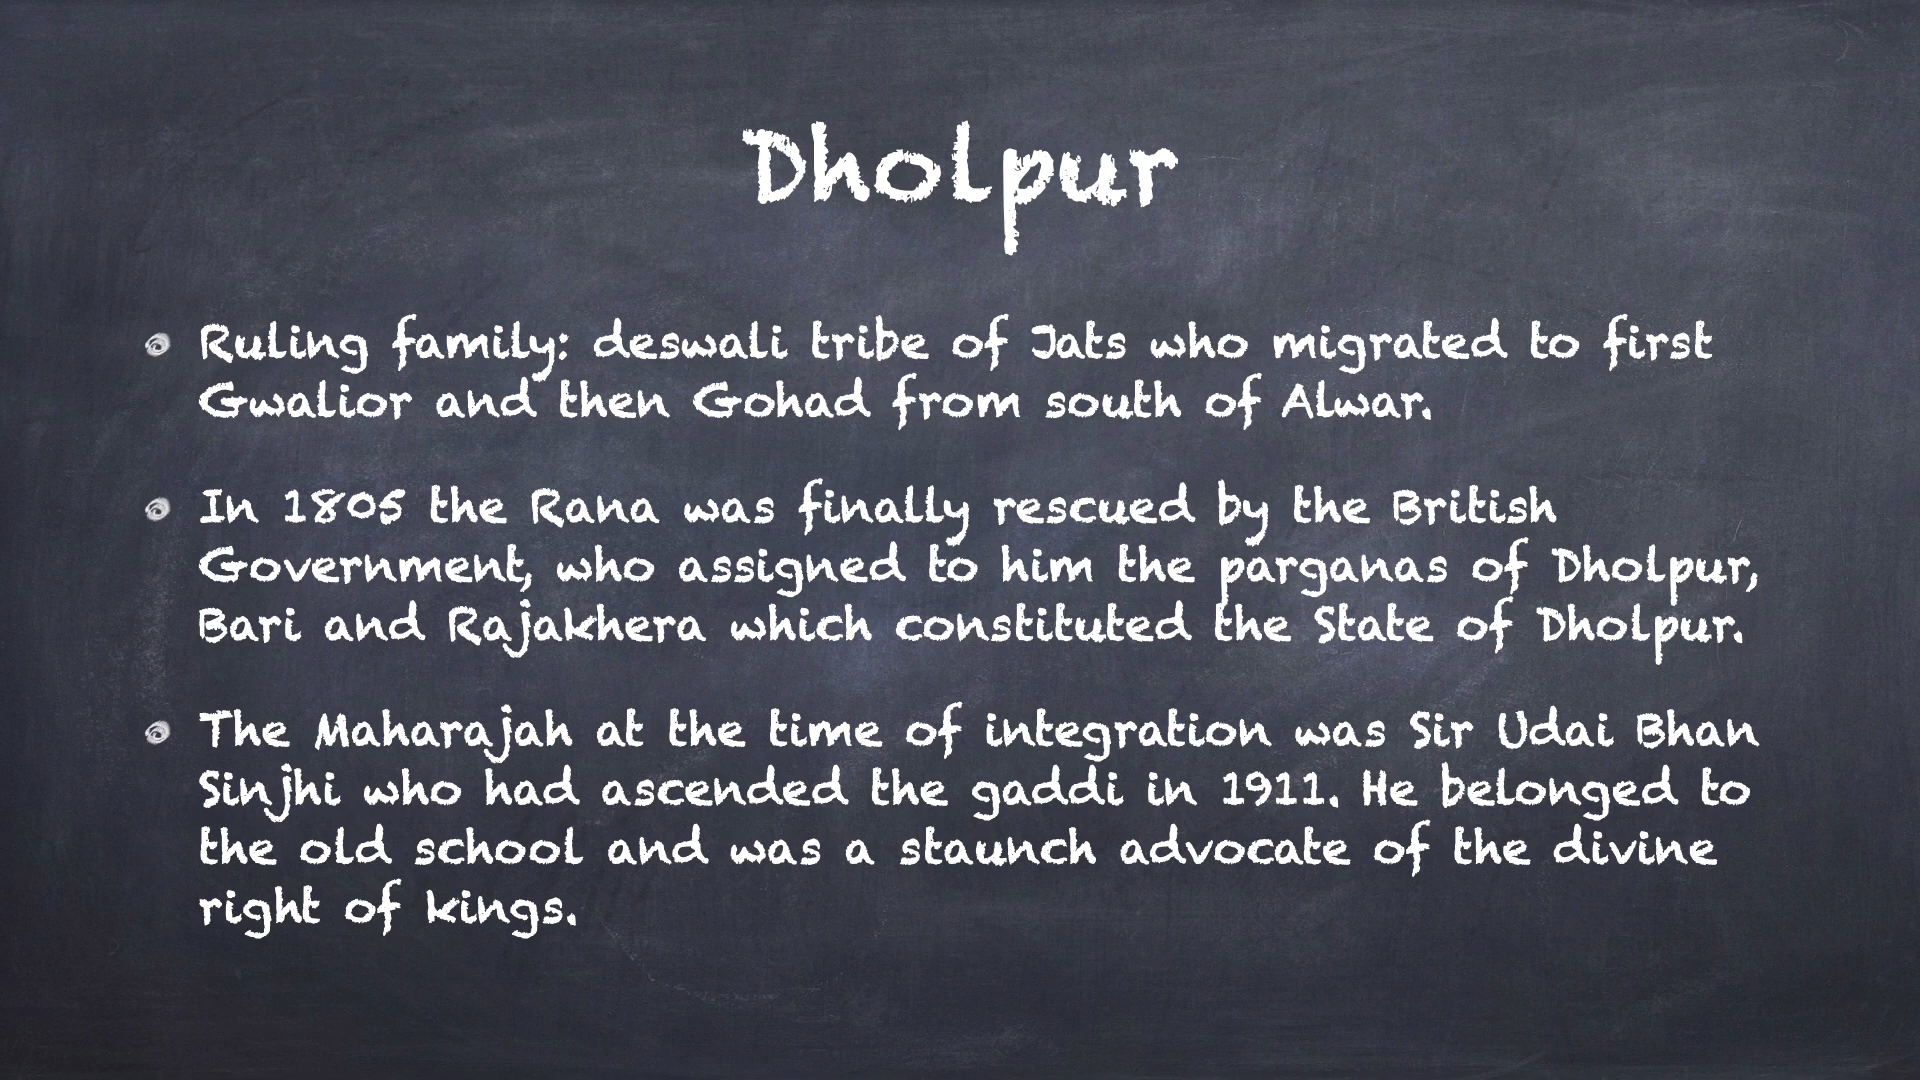 Dholpur
Ruling family: deswali tribe of Jats who migrated to first
Gwalior and then Gohad from south of Alwar.
In 1805 the Rana was finally rescued by the British
Government, who assigned to him the parganas of Dholpur,
Bari and Rajakhera which constituted the State of Dholpur.
The Maharajah at the time of integration was Sir Udai Bhan
Sinjhi who had ascended the gaddi in 1911. He belonged to
the old school and was a staunch advocate of the divine
right of kings.